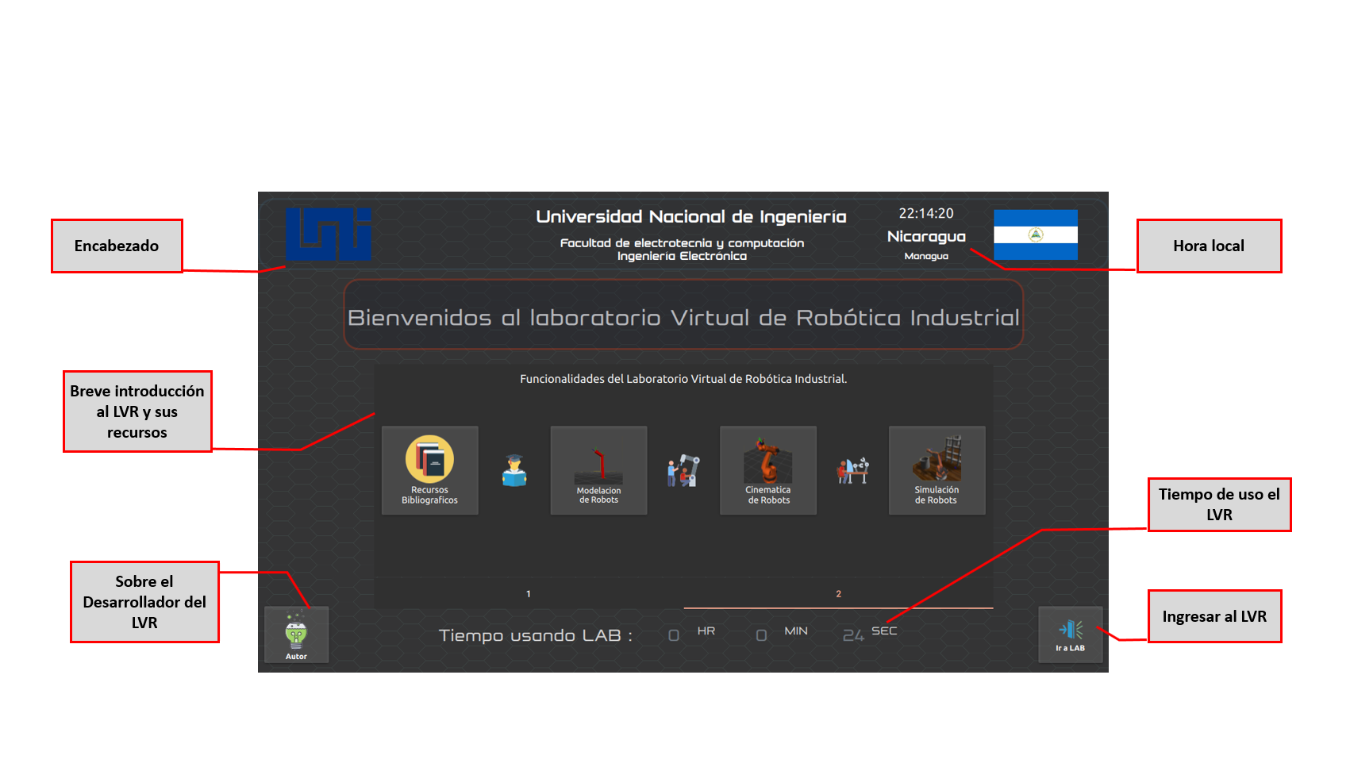 Universidad Nacional de Ingeniería
22:14:20
Encabezado
Nicaragua
Hora local
Facultad de electrotecnia y computación
Ingeniería Electrónica
Managua
Bienvenidos al laboratorio Virtual de Robótica Industrial
Funcionalidades del Laboratorio Virtual de Robótica Industrial.
Breve introducción
al LVR y sus
recursos
Recursos
Bibliograficos
Modelacion
de Robots
Cinematica
de Robots
Simulación
de Robots
Tiempo de uso el
LVR
Sobre el
Desarrollador del
LVR
1
2
Ingresar al LVR
Tiempo usando LAB : 0 HR 0 MIN 24 SEC
Autor
Ir a LAB